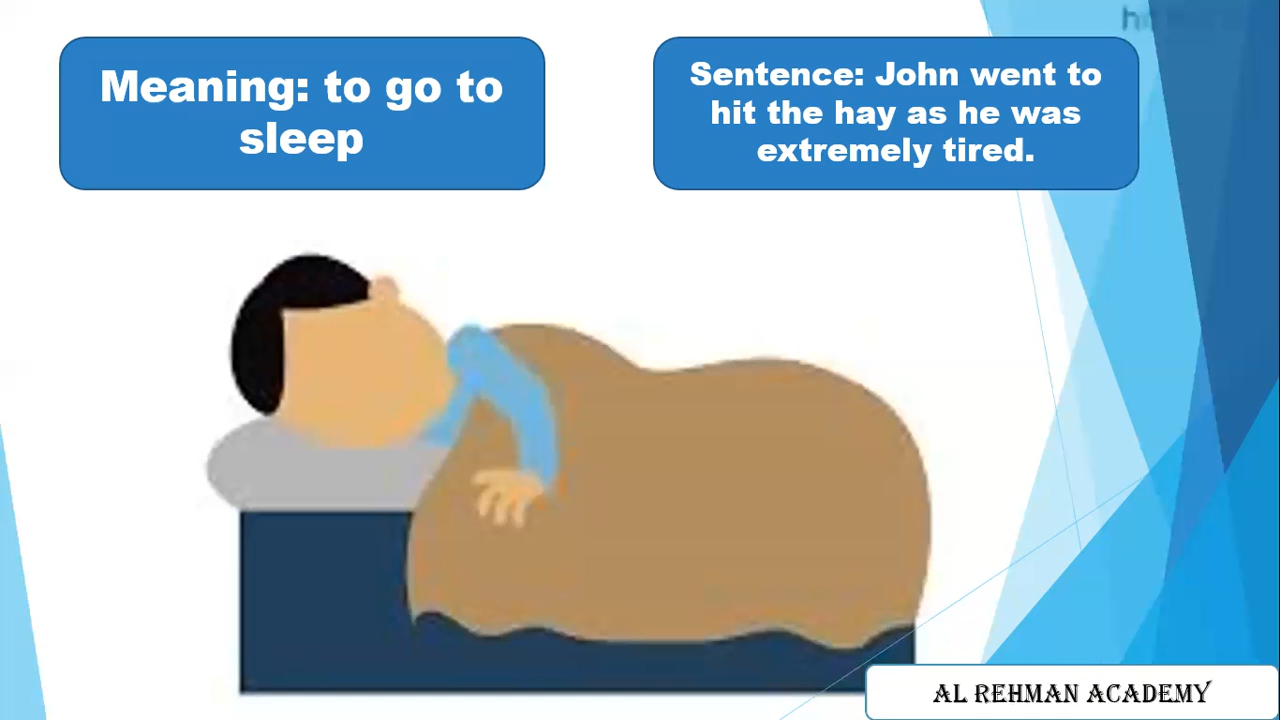 Meaning: to go to
sleep
Sentence: John went to
hit the hay as he was
extremely tired.
AL REHMAN ACADEMY